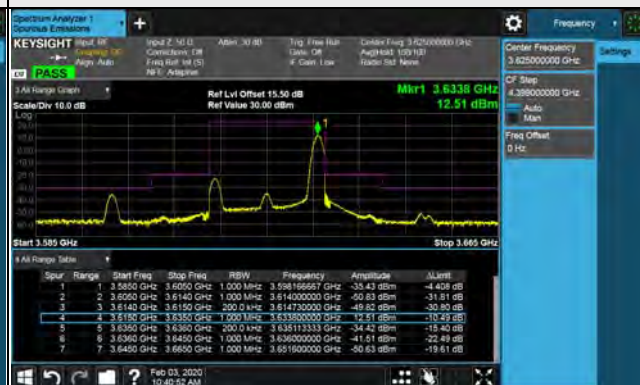 Spectrum Analyzer 1
Spurious Emissions
+
Frequency
KEYSIGHT Input: RF
Coupling: DC
Align: Auto
Input Z: 50 Ω
Corrections: Off
Freq Ref: Int (S)
NFE: Adaptive
Atten: 30 dB
Trig: Free Run
Gate: Off
IF Gain: Low
Center Freq: 3.625000000 GHz
Avg|Hold: 100/100
Radio Std: None
PASS
Center Frequency
3.625000000 GHz
Settings
CF Step
4.399000000 GHz
Auto
Man
Freq Offset
0 Hz
3 All Range Graph
Scale/Div 10.0 dB
Ref Lvl Offset 15.50 dB
Ref Value 30.00 dBm
Mkr1 3.6338 GHz
12.51 dBm
Log
1
Start 3.585 GHz
Stop 3.665 GHz
All Range Table
Spur Range Start Freq Stop Freq RBW Frequency Amplitude ΔLimit
1 1 3.5850 GHz 3.6050 GHz 1.000 MHz 3.598166667 GHz -35.43 dBm -4.408 dB
2 2 3.6050 GHz 3.6140 GHz 1.000 MHz 3.614000000 GHz -50.83 dBm -31.81 dB
3 3 3.6140 GHz 3.6150 GHz 200.0 kHz 3.614730000 GHz -49.82 dBm -30.80 dB
4 4 3.6150 GHz 3.6350 GHz 1.000 MHz 3.633800000 GHz 12.51 dBm -10.49 dB
5 5 3.6350 GHz 3.6360 GHz 200.0 kHz 3.635113333 GHz -34.42 dBm -15.40 dB
6 6 3.6360 GHz 3.6450 GHz 1.000 MHz 3.636000000 GHz -41.51 dBm -22.49 dB
7 7 3.6450 GHz 3.6650 GHz 1.000 MHz 3.651600000 GHz -50.63 dBm -19.61 dB
? Feb 03, 2020
10:40:52 AM